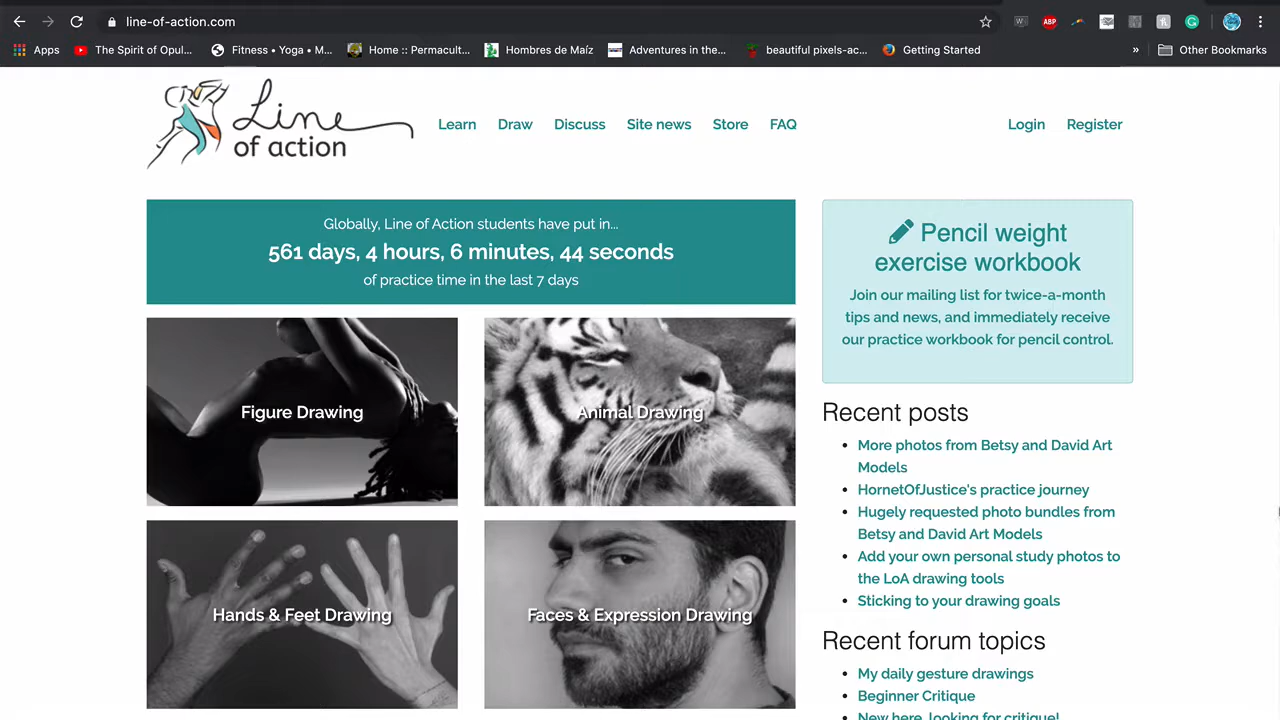 line-of-action.com
ABP
Apps
The Spirit of Opul...
Fitness • Yoga • M...
Home :: Permacult...
Hombres de Maíz
Adventures in the...
beautiful pixels-ac...
Getting Started
»
Other Bookmarks
Line
of action
Learn
Draw
Discuss
Site news
Store
FAQ
Login
Register
Globally, Line of Action students have put in...
561 days, 4 hours, 6 minutes, 44 seconds
of practice time in the last 7 days
Figure Drawing
Animal Drawing
Hands & Feet Drawing
Faces & Expression Drawing
Pencil weight
exercise workbook
Join our mailing list for twice-a-month
tips and news, and immediately receive
our practice workbook for pencil control.
Recent posts
• More photos from Betsy and David Art
Models
• HornetOfJustice's practice journey
• Hugely requested photo bundles from
Betsy and David Art Models
• Add your own personal study photos to
the LoA drawing tools
• Sticking to your drawing goals
Recent forum topics
• My daily gesture drawings
• Beginner Critique
• New here, looking for critique!